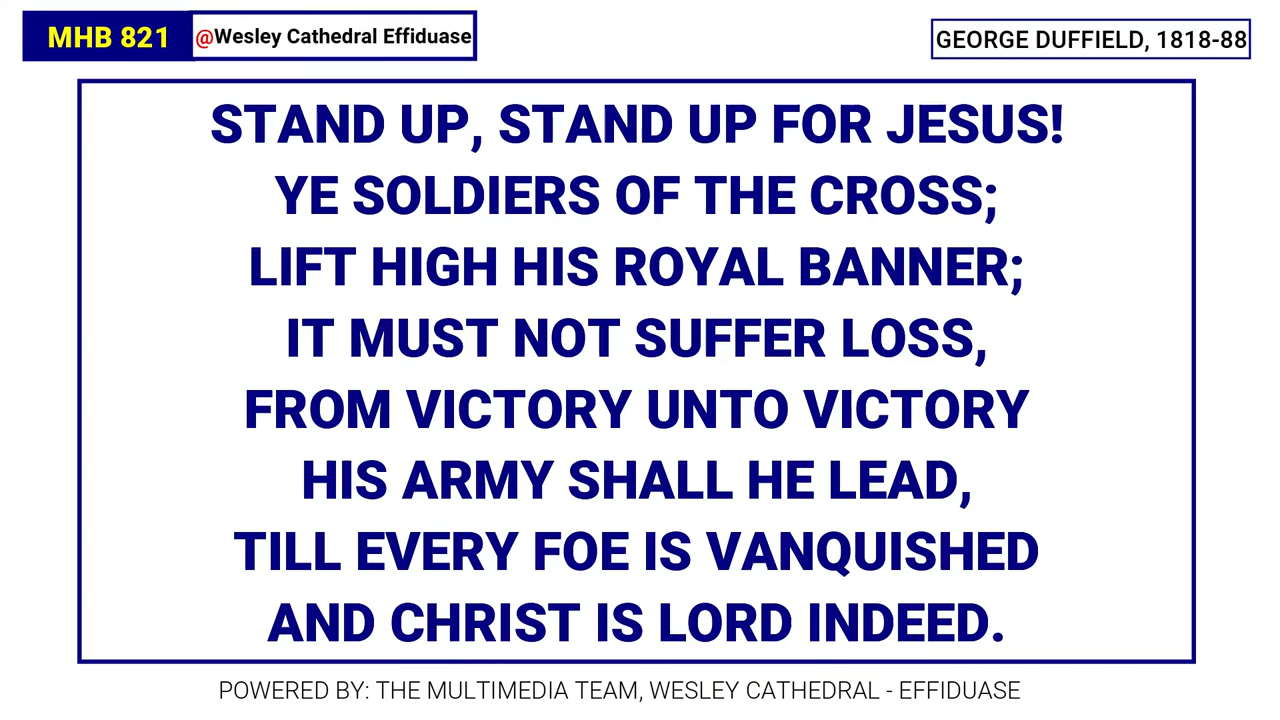 MHB 821 @Wesley Cathedral Effiduase
GEORGE DUFFIELD, 1818-88
STAND UP, STAND UP FOR JESUS!
YE SOLDIERS OF THE CROSS;
LIFT HIGH HIS ROYAL BANNER;
IT MUST NOT SUFFER LOSS,
FROM VICTORY UNTO VICTORY
HIS ARMY SHALL HE LEAD,
TILL EVERY FOE IS VANQUISHED
AND CHRIST IS LORD INDEED.
POWERED BY: THE MULTIMEDIA TEAM, WESLEY CATHEDRAL - EFFIDUASE